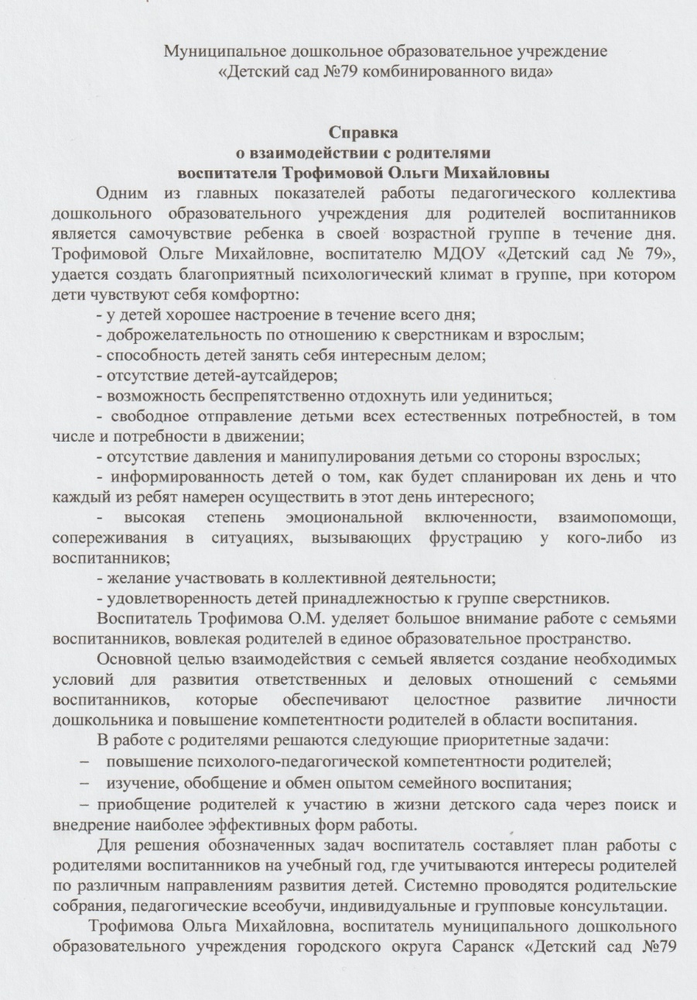 Муниципальное дошкольное образовательное учреждение
«Детский сад №79 комбинированного вида»
Справка
о взаимодействии с родителями
воспитателя Трофимовой Ольги Михайловны
Одним из главных показателей работы педагогического коллектива
дошкольного образовательного учреждения для родителей воспитанников
является самочувствие ребенка в своей возрастной группе в течение дня.
Трофимовой Ольге Михайловне, воспитателю МДОУ «Детский сад № 79»,
удается создать благоприятный психологический климат в группе, при котором
дети чувствуют себя комфортно:
- у детей хорошее настроение в течение всего дня;
- доброжелательность по отношению к сверстникам и взрослым;
- способность детей занять себя интересным делом;
- отсутствие детей-аутсайдеров;
- возможность беспрепятственно отдохнуть или уединиться;
- свободное отправление детьми всех естественных потребностей, в том
числе и потребности в движении;
- отсутствие давления и манипулирования детьми со стороны взрослых;
- информированность детей о том, как будет спланирован их день и что
каждый из ребят намерен осуществить в этот день интересного;
- высокая степень эмоциональной включенности, взаимопомощи,
сопереживания в ситуациях, вызывающих фрустрацию у кого-либо из
воспитанников;
- желание участвовать в коллективной деятельности;
- удовлетворенность детей принадлежностью к группе сверстников.
Воспитатель Трофимова О.М. уделяет большое внимание работе с семьями
воспитанников, вовлекая родителей в единое образовательное пространство.
Основной целью взаимодействия с семьей является создание необходимых
условий для развития ответственных и деловых отношений с семьями
воспитанников, которые обеспечивают целостное развитие личности
дошкольника и повышение компетентности родителей в области воспитания.
В работе с родителями решаются следующие приоритетные задачи:
– повышение психолого-педагогической компетентности родителей;
– изучение, обобщение и обмен опытом семейного воспитания;
– приобщение родителей к участию в жизни детского сада через поиск и
внедрение наиболее эффективных форм работы.
Для решения обозначенных задач воспитатель составляет план работы с
родителями воспитанников на учебный год, где учитываются интересы родителей
по различным направлениям развития детей. Системно проводятся родительские
собрания, педагогические всеобучи, индивидуальные и групповые консультации.
Трофимова Ольга Михайловна, воспитатель муниципального дошкольного
образовательного учреждения городского округа Саранск «Детский сад №79